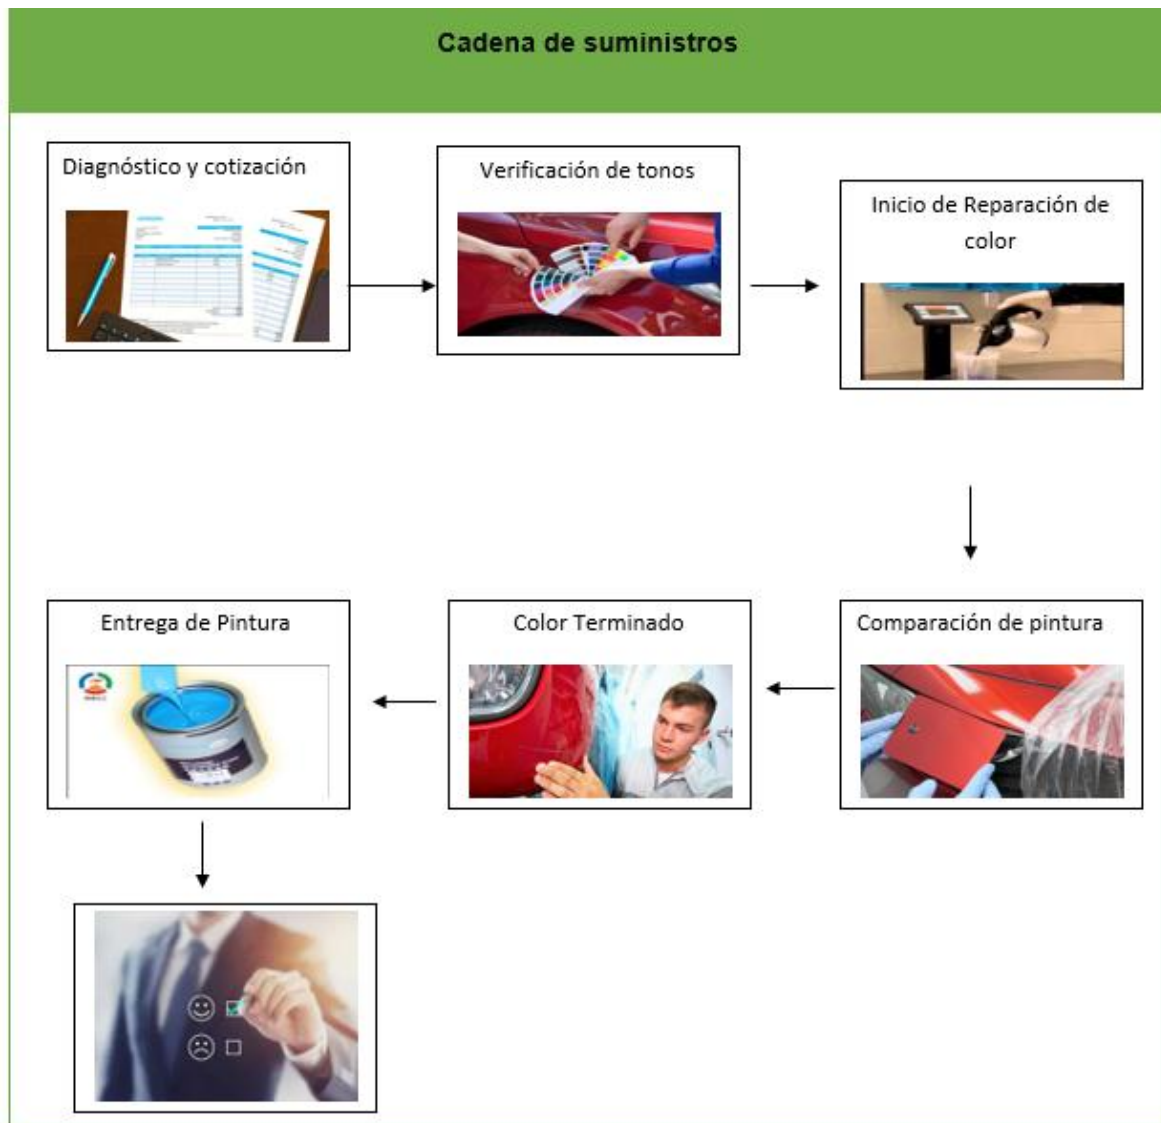 Cadena de suministros
Diagnóstico y cotización
Verificación de tonos
Inicio de Reparación de
color
Comparación de pintura
Color Terminado
Entrega de Pintura